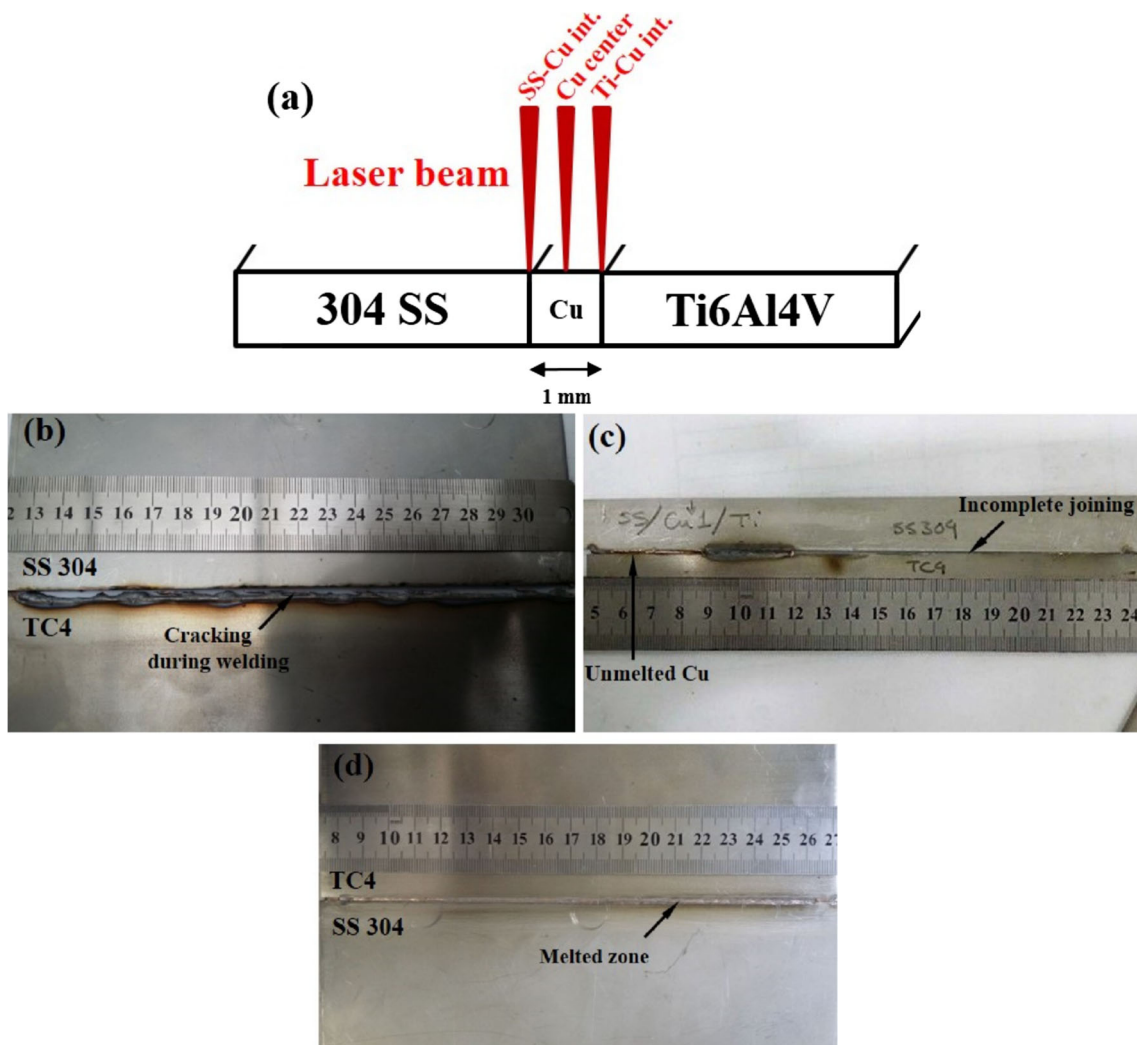 (a)
SS-Cu int.
Cu center
Ti-Cu int.
Laser beam
304 SS
Cu
Ti6Al4V
1 mm
(b)
2 13 14 15 16 17 18 19 20 21 22 23 24 25 26 27 28 29 30
SS 304
TC4
Cracking
during welding
(c)
Incomplete joining
SS/Cu1/Ti
SS309
TC9
5 6 7 8 9 10 11 12 13 14 15 16 17 18 19 20 21 22 23 24
Unmelted Cu
(d)
8 9 10 11 12 13 14 15 16 17 18 19 20 21 22 23 24 25 26 27
TC4
SS 304
Melted zone